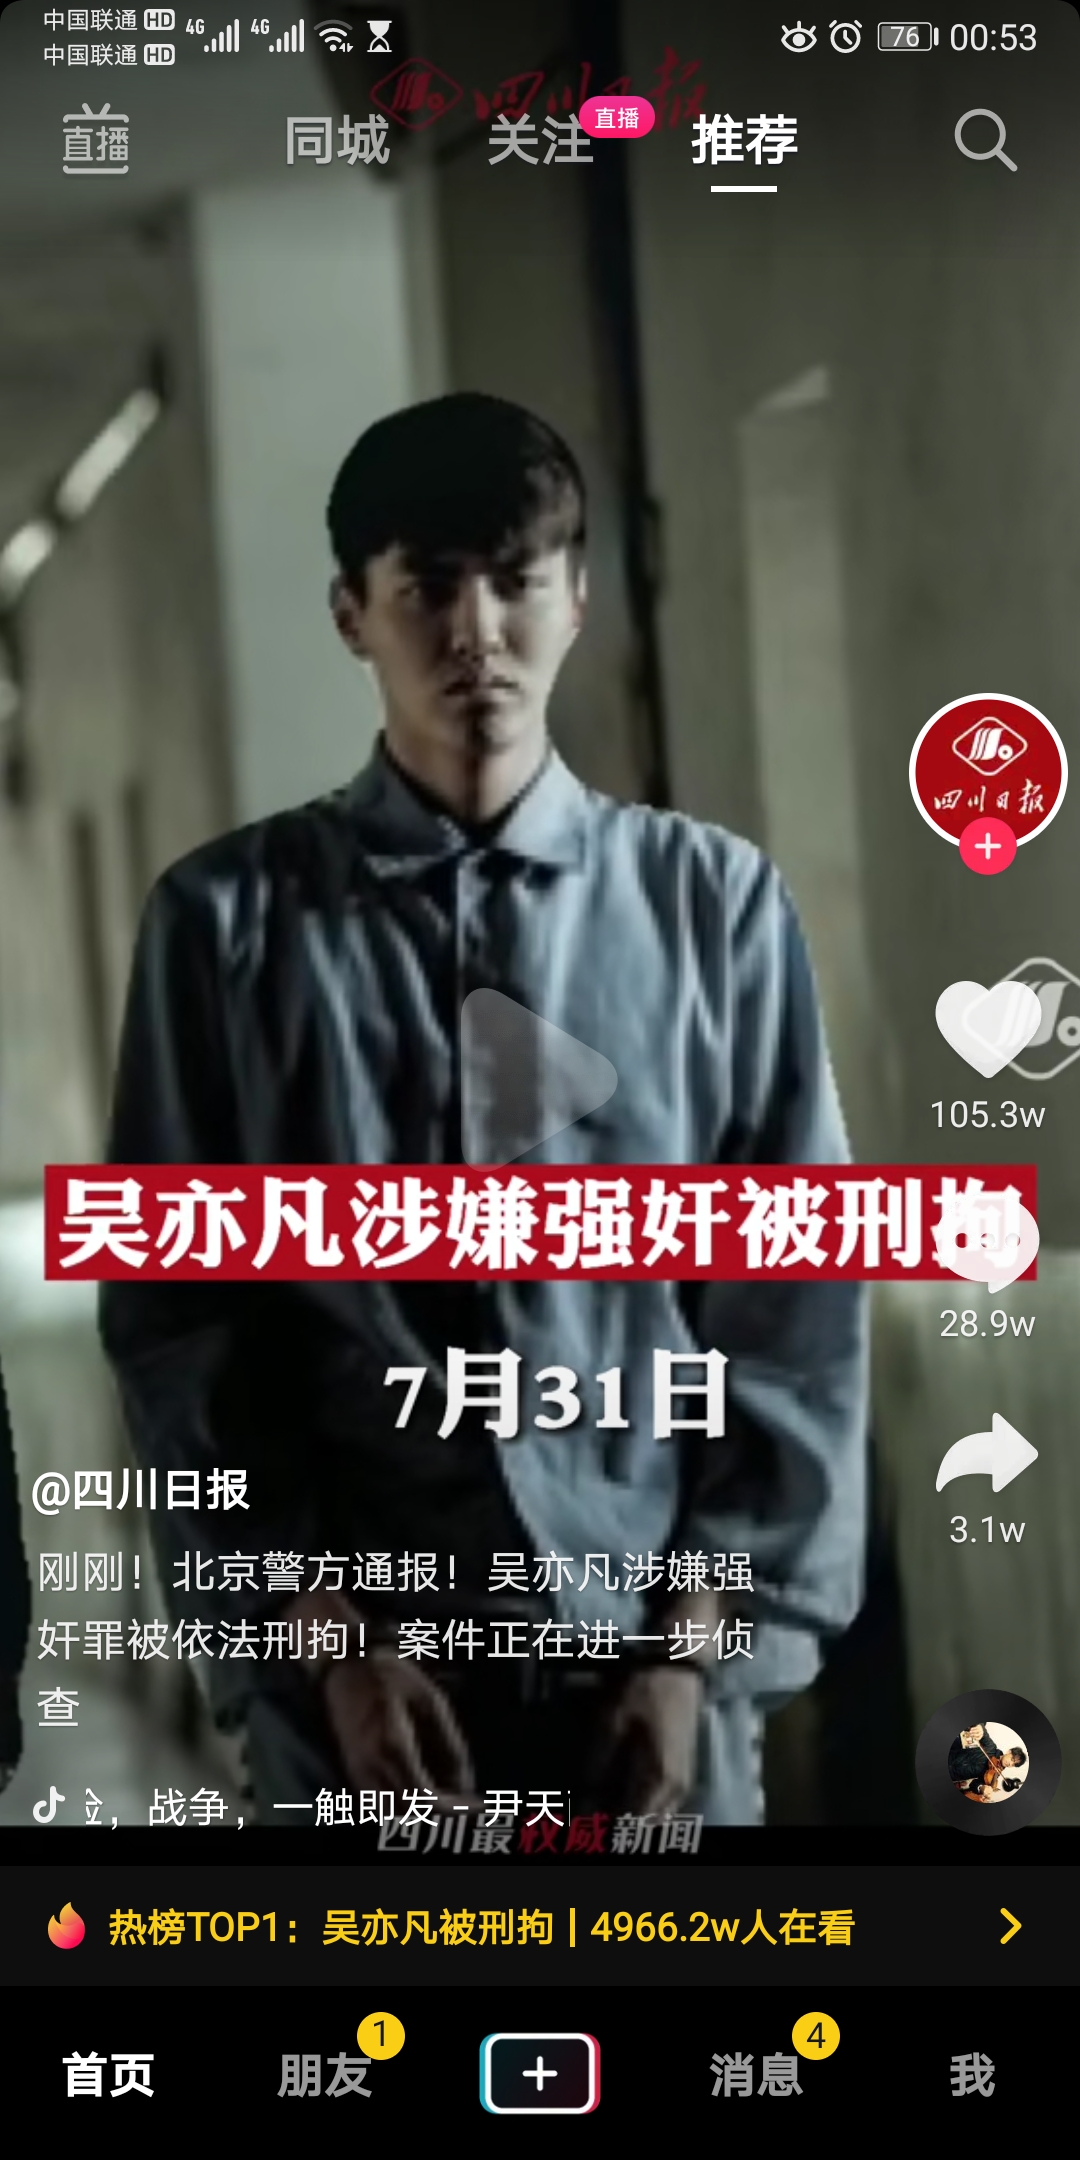 中国联通 HD 4G 4G 76 00:53
中国联通 HD
四川日报
直播 同城 关注 直播 推荐
四川日报
105.3w
吴亦凡涉嫌强奸被刑拘
28.9w
7月31日
@四川日报
3.1w
刚刚！北京警方通报！吴亦凡涉嫌强
奸罪被依法刑拘！案件正在进一步侦
查
，战争，一触即发 - 尹天
四川最权威新闻
热榜TOP1：吴亦凡被刑拘 | 4966.2w人在看
首页 朋友 1 消息 4 我